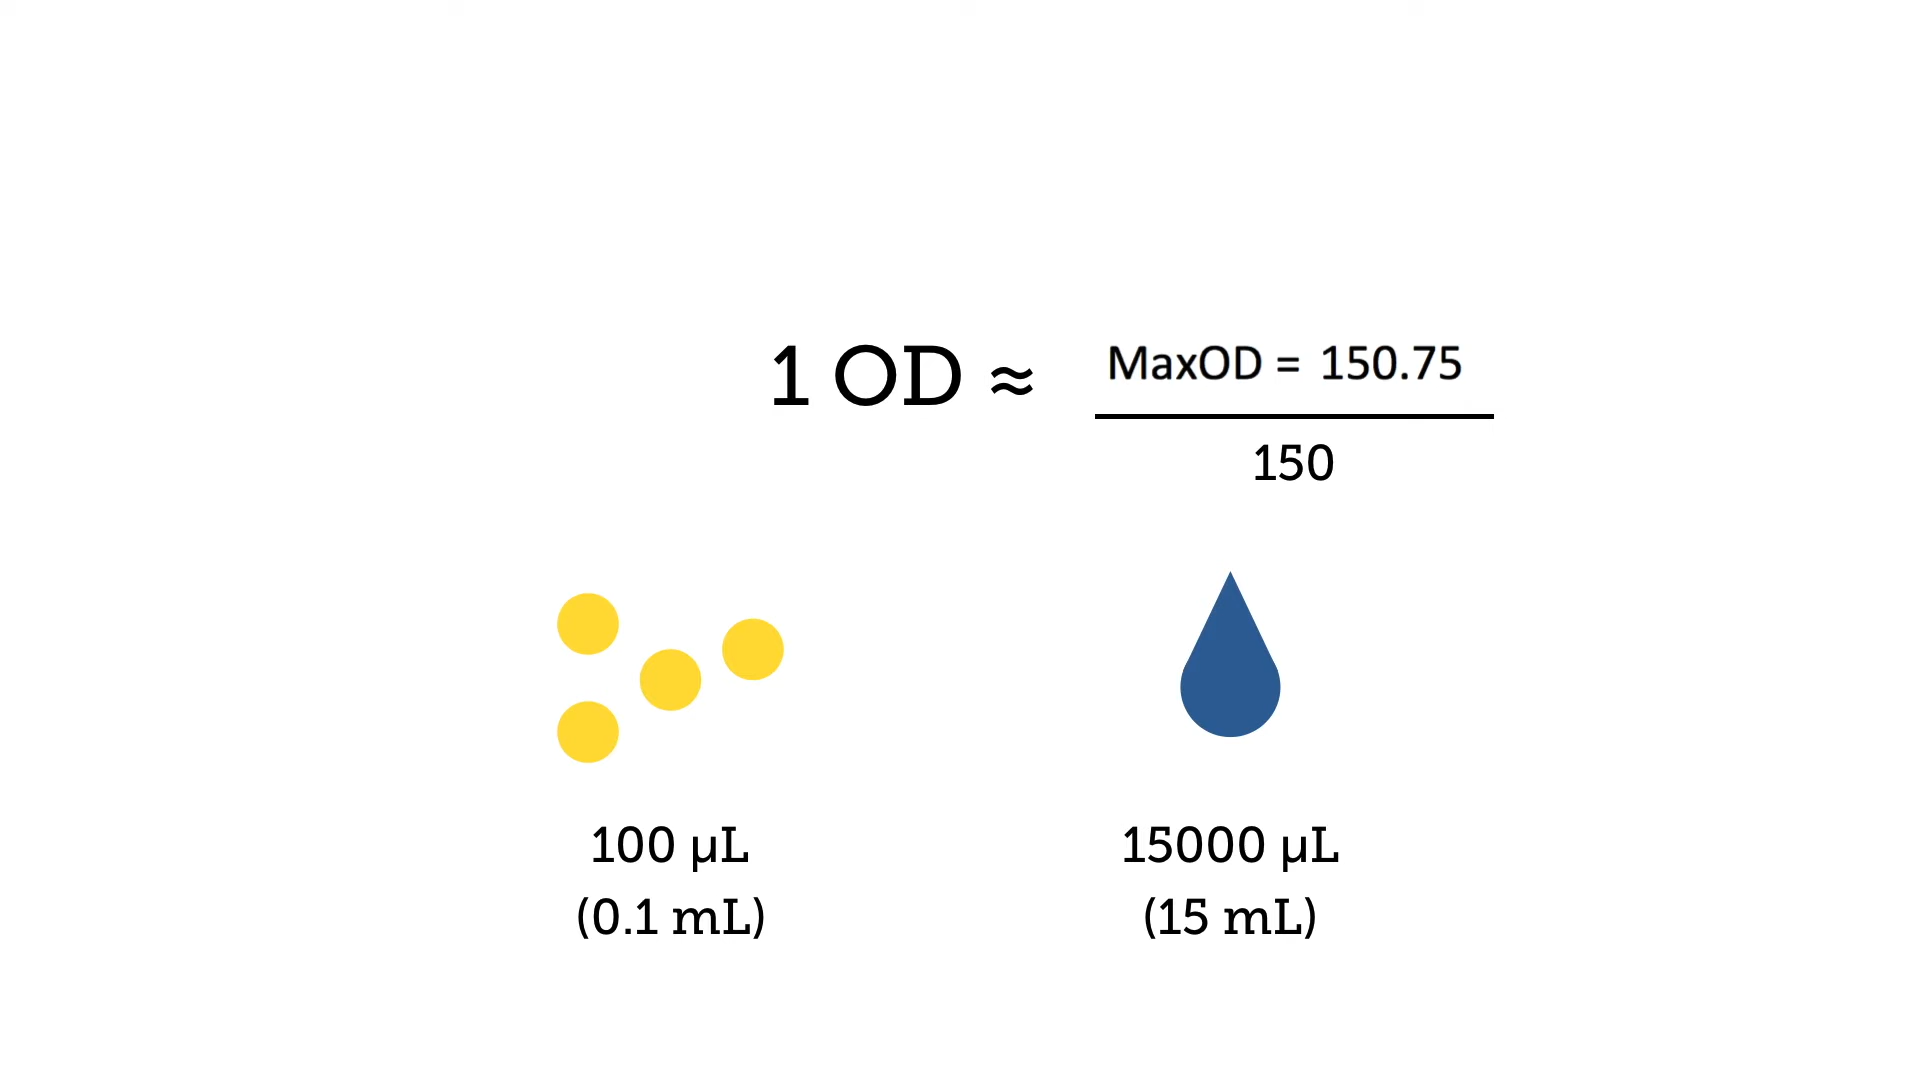 1 OD ≈ MaxOD = 150.75
150
100 µL
(0.1 mL)
15000 µL
(15 mL)